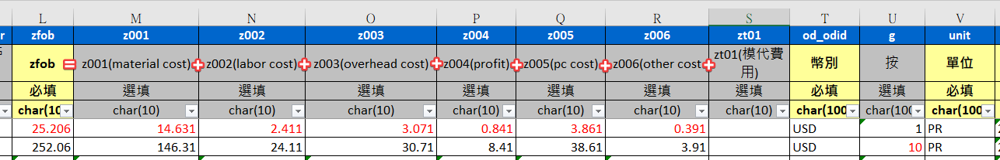 L M N O P Q R S T U V
r zfob z001 z002 z003 z004 z005 z006 zt01 od_odid g unit
zfob z001(material cost) z002(labor cost) z003(overhead cost) z004(profit) z005(pc cost) z006(other cost zt01(模代費
用) 幣別 按 單位
必填 選填 選填 選填 選填 選填 選填 選填 必填 選填 必填
char(10 char(10) char(10) char(10) char(10) char(10) char(10) char(10) char(100 char(100 char(100
25.206 14.631 2.411 3.071 0.841 3.861 0.391 USD 1 PR
252.06 146.31 24.11 30.71 8.41 38.61 3.91 USD 10 PR